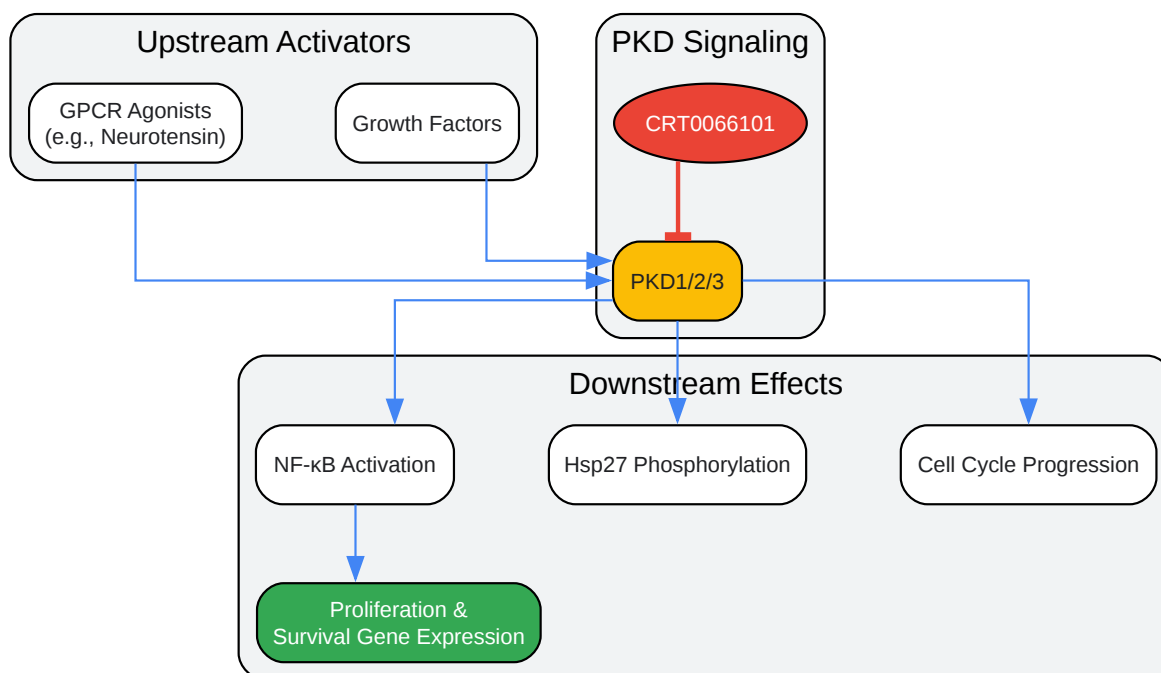 Upstream Activators
GPCR Agonists
(e.g., Neurotensin)
Growth Factors
PKD Signaling
CRT0066101
PKD1/2/3
Downstream Effects
NF-κB Activation
Hsp27 Phosphorylation
Cell Cycle Progression
Proliferation &
Survival Gene Expression